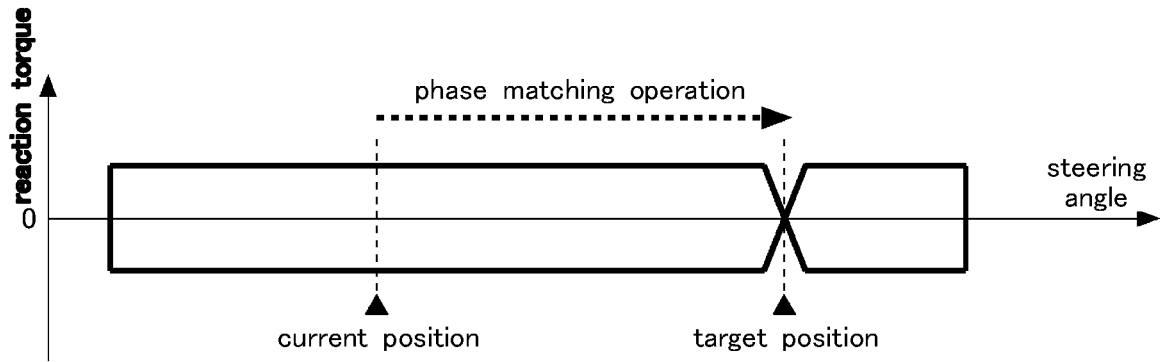 reaction torque
phase matching operation
steering
angle
0
current position
target position